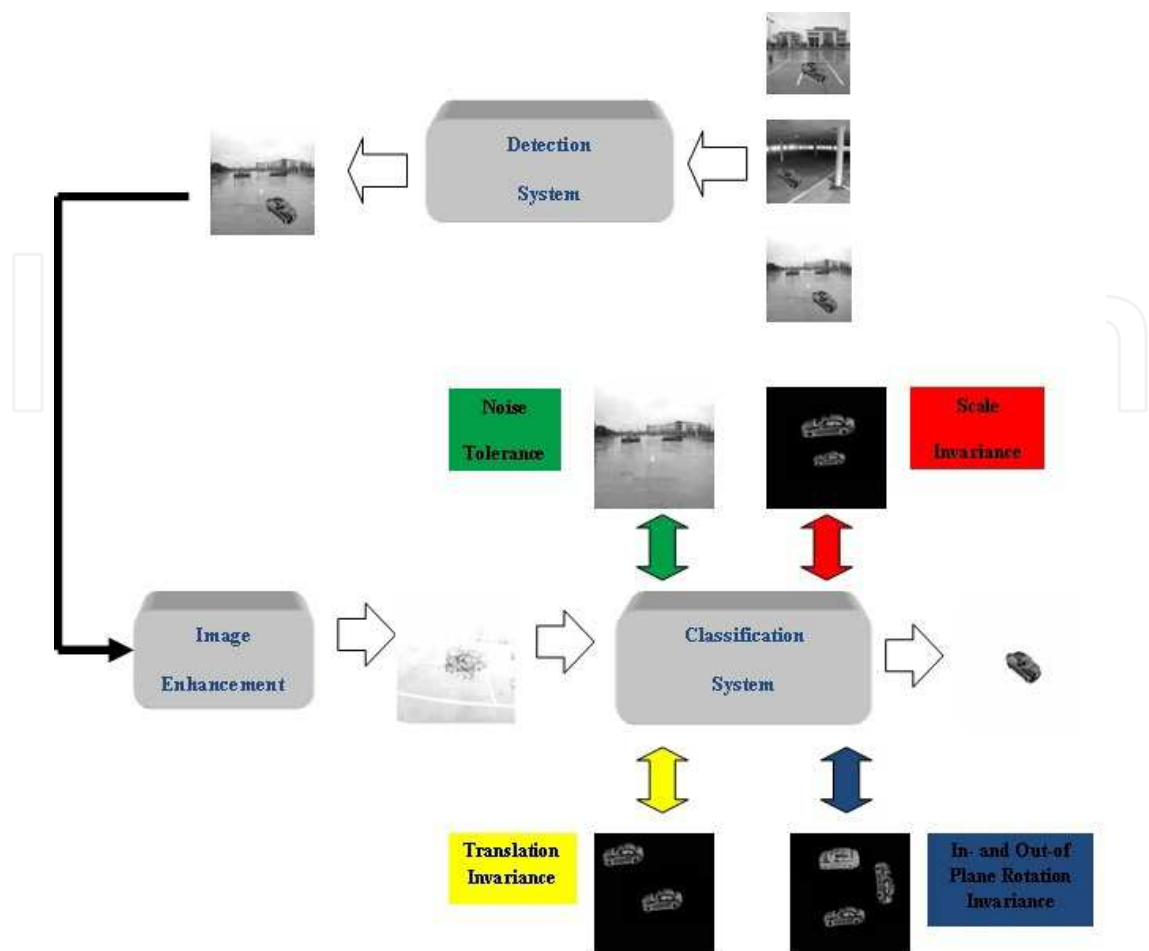 Detection
System
Noise
Tolerance
Scale
Invariance
Image
Enhancement
Classification
System
Translation
Invariance
In- and Out-of
Plane Rotation
Invariance